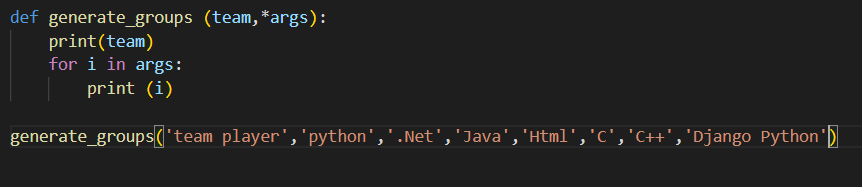 def generate_groups (team,*args):
    print(team)
    for i in args:
        print (i)
generate_groups('team player','python','.Net','Java','Html','C','C++','Django Python')